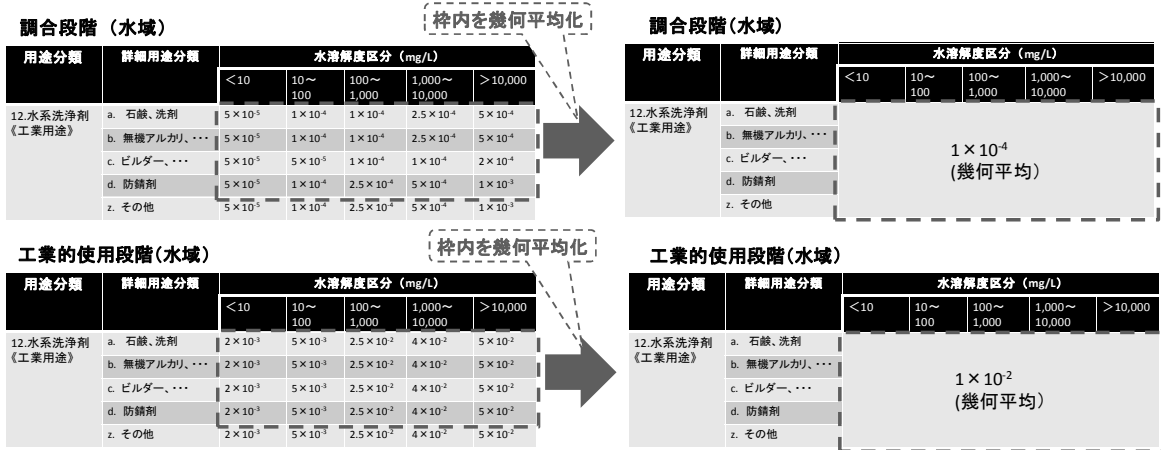 調合段階 （水域）
枠内を幾何平均化
用途分類 詳細用途分類 水溶解度区分（mg/L）
＜10 10～100 100～1,000 1,000～10,000 ＞10,000
12.水系洗浄剤《工業用途》 a. 石鹸、洗剤 5×10⁻⁵ 1×10⁻⁴ 1×10⁻⁴ 2.5×10⁻⁴ 5×10⁻⁴
b. 無機アルカリ、・・・ 5×10⁻⁵ 1×10⁻⁴ 1×10⁻⁴ 2.5×10⁻⁴ 5×10⁻⁴
c. ビルダー、・・・ 5×10⁻⁵ 5×10⁻⁵ 1×10⁻⁴ 1×10⁻⁴ 2×10⁻⁴
d. 防錆剤 5×10⁻⁵ 1×10⁻⁴ 2.5×10⁻⁴ 5×10⁻⁴ 1×10⁻³
z. その他 5×10⁻⁵ 1×10⁻⁴ 2.5×10⁻⁴ 5×10⁻⁴ 1×10⁻³
調合段階（水域）
用途分類 詳細用途分類 水溶解度区分（mg/L）
＜10 10～100 100～1,000 1,000～10,000 ＞10,000
12.水系洗浄剤《工業用途》 a. 石鹸、洗剤
b. 無機アルカリ、・・・
c. ビルダー、・・・
d. 防錆剤
z. その他
1×10⁻⁴
(幾何平均）
工業的使用段階（水域）
枠内を幾何平均化
用途分類 詳細用途分類 水溶解度区分（mg/L）
＜10 10～100 100～1,000 1,000～10,000 ＞10,000
12.水系洗浄剤《工業用途》 a. 石鹸、洗剤 2×10⁻³ 5×10⁻³ 2.5×10⁻² 4×10⁻² 5×10⁻²
b. 無機アルカリ、・・・ 2×10⁻³ 5×10⁻³ 2.5×10⁻² 4×10⁻² 5×10⁻²
c. ビルダー、・・・ 2×10⁻³ 5×10⁻³ 2.5×10⁻² 4×10⁻² 5×10⁻²
d. 防錆剤 2×10⁻³ 5×10⁻³ 2.5×10⁻² 4×10⁻² 5×10⁻²
z. その他 2×10⁻³ 5×10⁻³ 2.5×10⁻² 4×10⁻² 5×10⁻²
工業的使用段階（水域）
用途分類 詳細用途分類 水溶解度区分（mg/L）
＜10 10～100 100～1,000 1,000～10,000 ＞10,000
12.水系洗浄剤《工業用途》 a. 石鹸、洗剤
b. 無機アルカリ、・・・
c. ビルダー、・・・
d. 防錆剤
z. その他
1×10⁻²
(幾何平均）